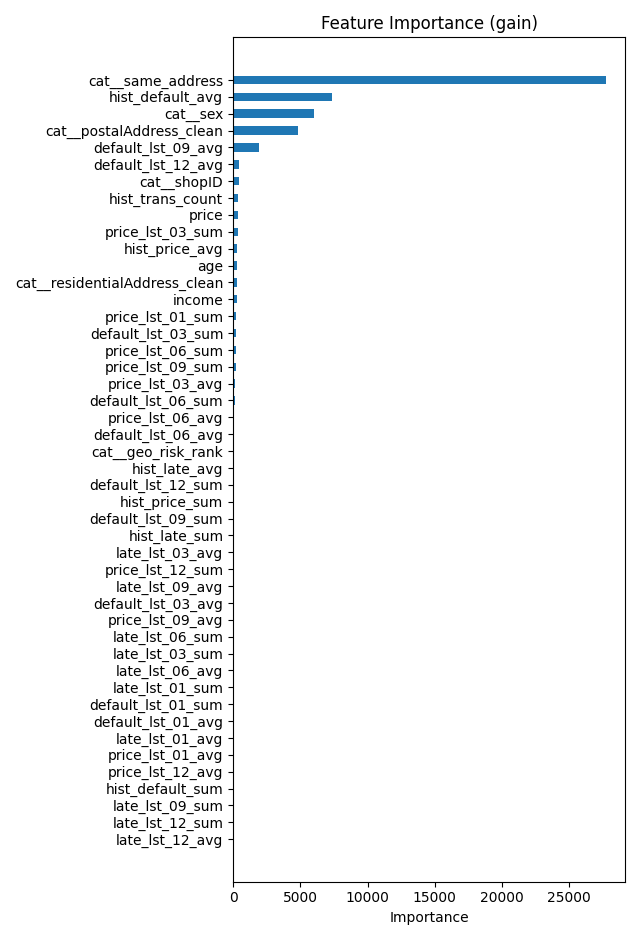 Feature Importance (gain)
cat__same_address
hist_default_avg
cat__sex
cat__postalAddress_clean
default_lst_09_avg
default_lst_12_avg
cat__shopID
hist_trans_count
price
price_lst_03_sum
hist_price_avg
age
cat__residentialAddress_clean
income
price_lst_01_sum
default_lst_03_sum
price_lst_06_sum
price_lst_09_sum
price_lst_03_avg
default_lst_06_sum
price_lst_06_avg
default_lst_06_avg
cat__geo_risk_rank
hist_late_avg
default_lst_12_sum
hist_price_sum
default_lst_09_sum
hist_late_sum
late_lst_03_avg
price_lst_12_sum
late_lst_09_avg
default_lst_03_avg
price_lst_09_avg
late_lst_06_sum
late_lst_03_sum
late_lst_06_avg
late_lst_01_sum
default_lst_01_sum
default_lst_01_avg
late_lst_01_avg
price_lst_01_avg
price_lst_12_avg
hist_default_sum
late_lst_09_sum
late_lst_12_sum
late_lst_12_avg
0 5000 10000 15000 20000 25000
Importance